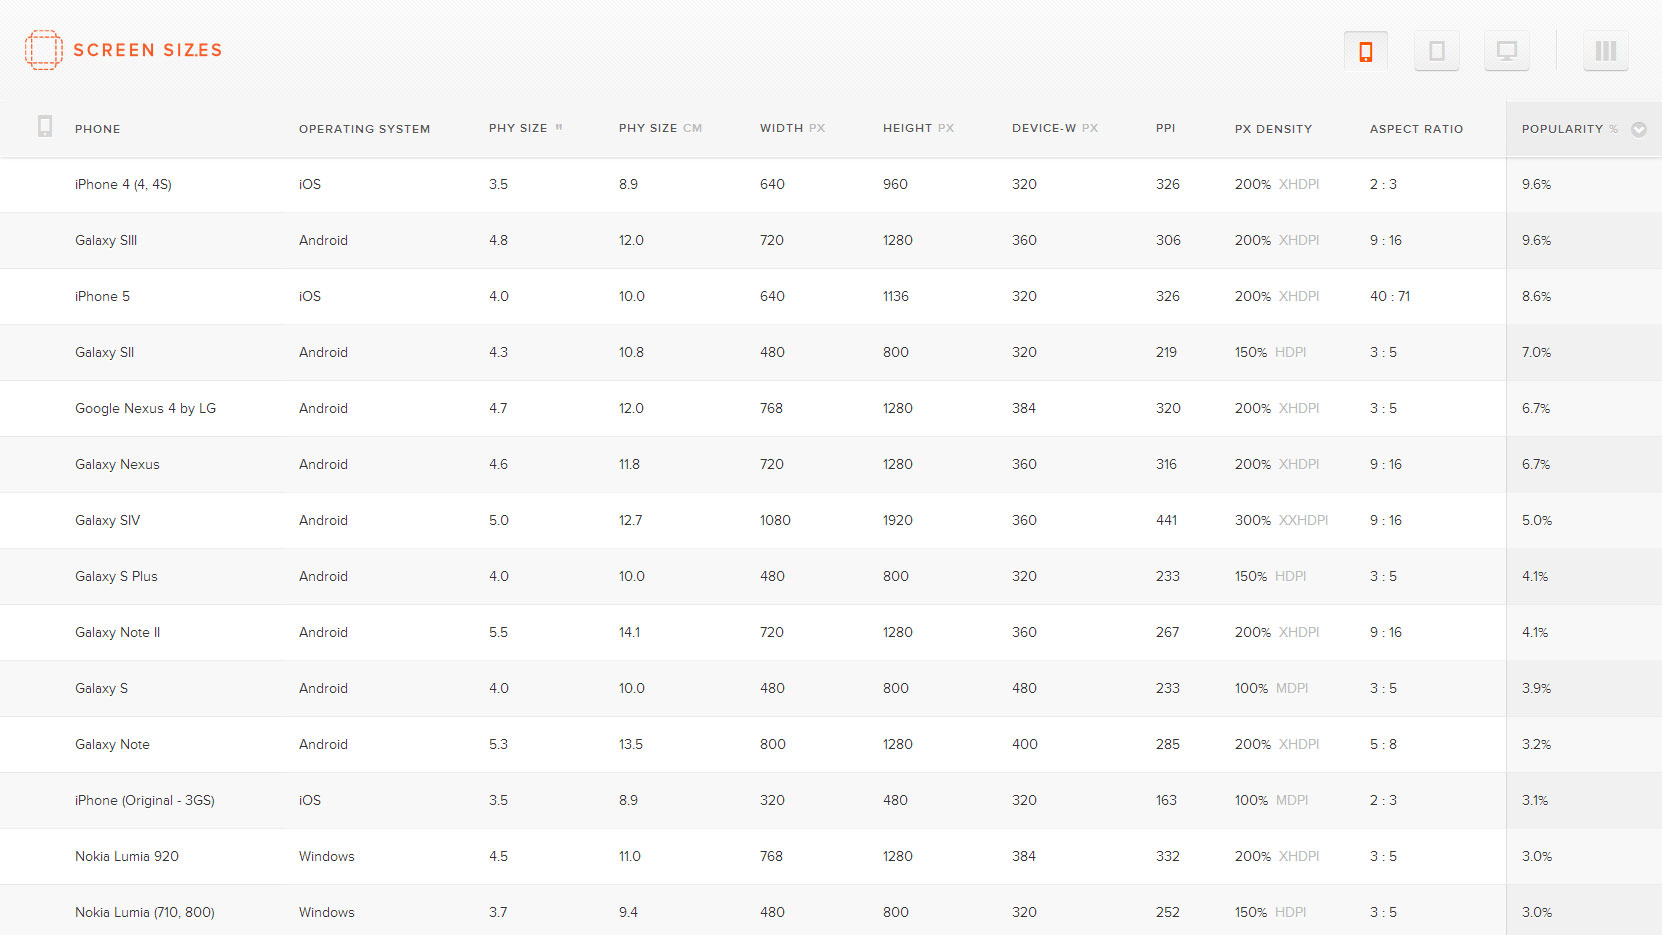 SCREEN SIZ.ES
PHONE OPERATING SYSTEM PHY SIZE " PHY SIZE CM WIDTH PX HEIGHT PX DEVICE-W PX PPI PX DENSITY ASPECT RATIO POPULARITY %
iPhone 4 (4, 4S) iOS 3.5 8.9 640 960 320 326 200% XHDPI 2 : 3 9.6%
Galaxy SIII Android 4.8 12.0 720 1280 360 306 200% XHDPI 9 : 16 9.6%
iPhone 5 iOS 4.0 10.0 640 1136 320 326 200% XHDPI 40 : 71 8.6%
Galaxy SII Android 4.3 10.8 480 800 320 219 150% HDPI 3 : 5 7.0%
Google Nexus 4 by LG Android 4.7 12.0 768 1280 384 320 200% XHDPI 3 : 5 6.7%
Galaxy Nexus Android 4.6 11.8 720 1280 360 316 200% XHDPI 9 : 16 6.7%
Galaxy SIV Android 5.0 12.7 1080 1920 360 441 300% XXHDPI 9 : 16 5.0%
Galaxy S Plus Android 4.0 10.0 480 800 320 233 150% HDPI 3 : 5 4.1%
Galaxy Note II Android 5.5 14.1 720 1280 360 267 200% XHDPI 9 : 16 4.1%
Galaxy S Android 4.0 10.0 480 800 480 233 100% MDPI 3 : 5 3.9%
Galaxy Note Android 5.3 13.5 800 1280 400 285 200% XHDPI 5 : 8 3.2%
iPhone (Original - 3GS) iOS 3.5 8.9 320 480 320 163 100% MDPI 2 : 3 3.1%
Nokia Lumia 920 Windows 4.5 11.0 768 1280 384 332 200% XHDPI 3 : 5 3.0%
Nokia Lumia (710, 800) Windows 3.7 9.4 480 800 320 252 150% HDPI 3 : 5 3.0%